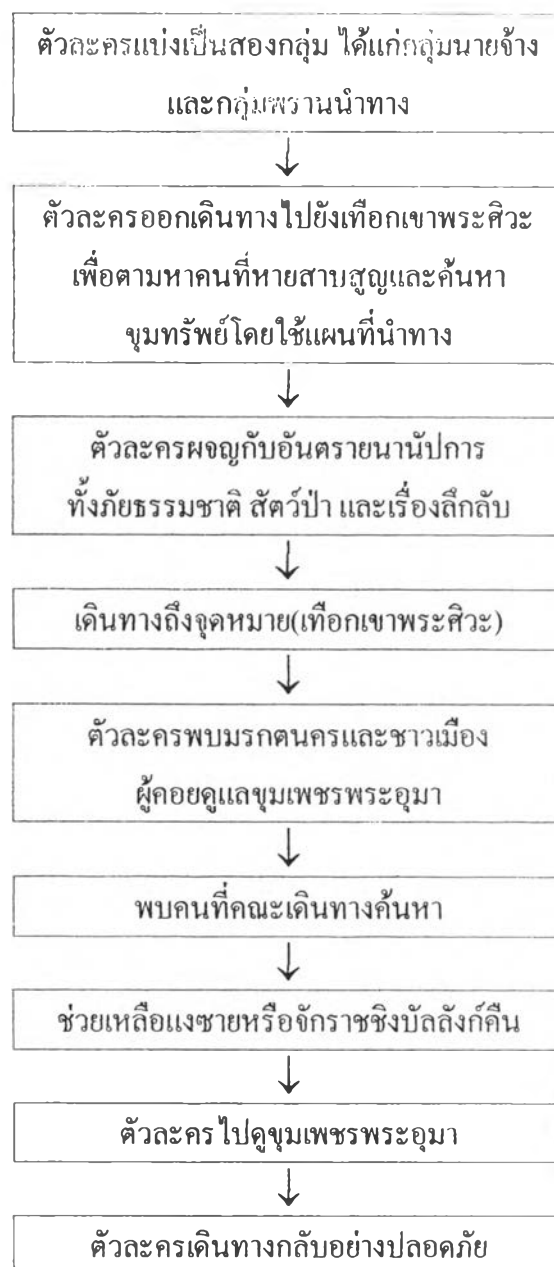 ตัวละครแบ่งเป็นสองกลุ่ม ได้แก่กลุ่มนายจ้าง
และกลุ่มพรานนำทาง
ตัวละครออกเดินทางไปยังเทือกเขาพระศิวะ
เพื่อตามหาคนที่หายสาบสูญและค้นหา
ขุมทรัพย์โดยใช้แผนที่นำทาง
ตัวละครผจญกับอันตรายนานัปการ
ทั้งภัยธรรมชาติ สัตว์ป่า และเรื่องลึกลับ
เดินทางถึงจุดหมาย(เทือกเขาพระศิวะ)
ตัวละครพบมรกตนครและชาวเมือง
ผู้คอยดูแลขุมเพชรพระอุมา
พบคนที่คณะเดินทางค้นหา
ช่วยเหลือแงซายหรือจักราชชิงบัลลังก์คืน
ตัวละครไปดูขุมเพชรพระอุมา
ตัวละครเดินทางกลับอย่างปลอดภัย